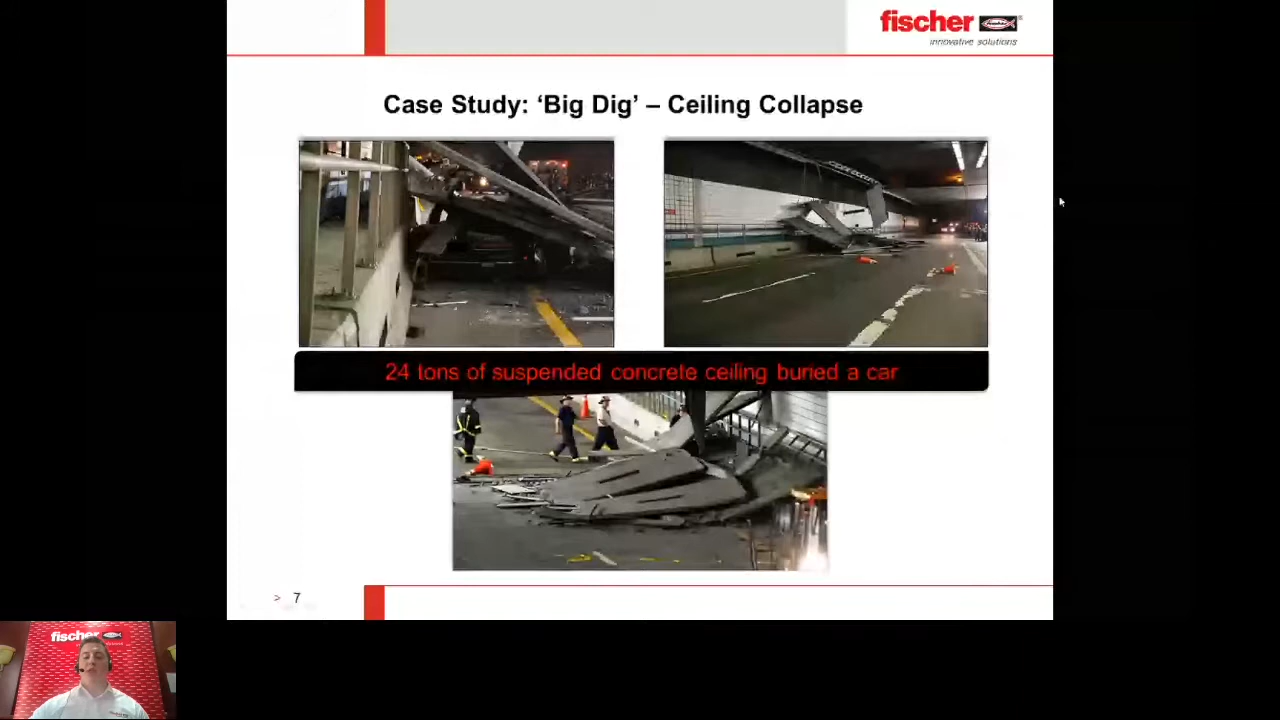 fischer
innovative solutions
Case Study: ‘Big Dig’ – Ceiling Collapse
24 tons of suspended concrete ceiling buried a car
> 7
fischer